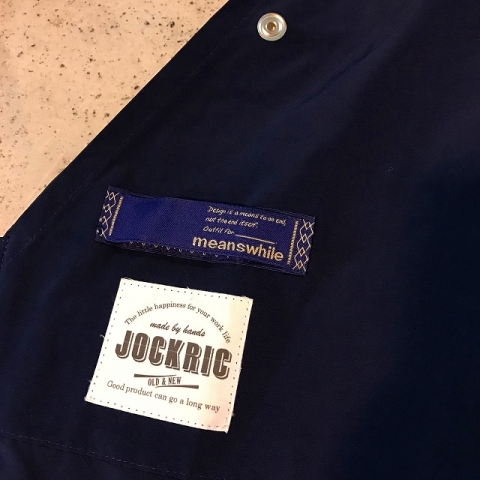 Design is a means to an end,
not the end itself.
Outfit for
meanswhile
The little happiness for your work life
made by hands
JOCKRIC
OLD & NEW
Good product can go a long way